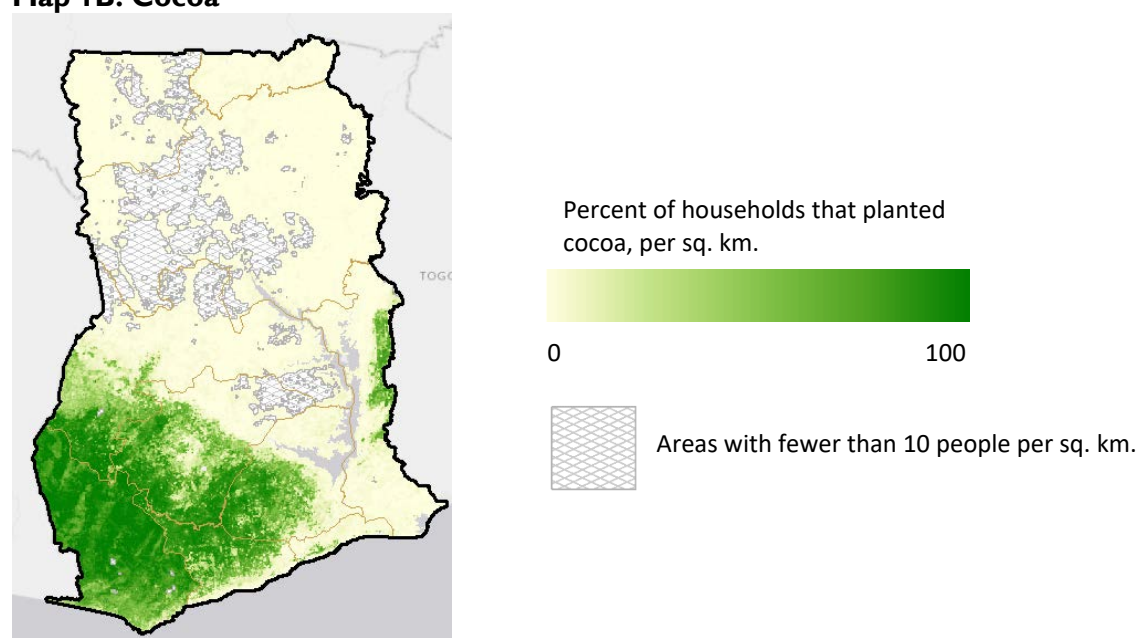 Map 1B: Cocoa
TOGO
Percent of households that planted
cocoa, per sq. km.
0 100
Areas with fewer than 10 people per sq. km.